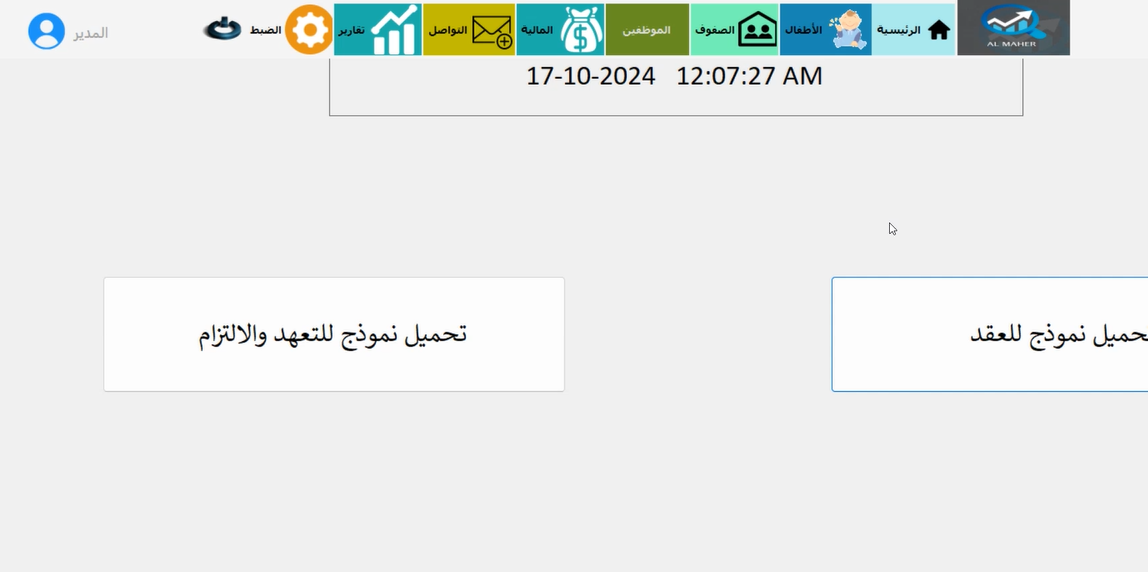 AL MAHER
الرئيسية
الأطفال
الصفوف
الموظفين
المالية
التواصل
تقارير
الضبط
المدير
17-10-2024 12:07:27 AM
حميل نموذج للعقد
تحميل نموذج للتعهد والالتزام